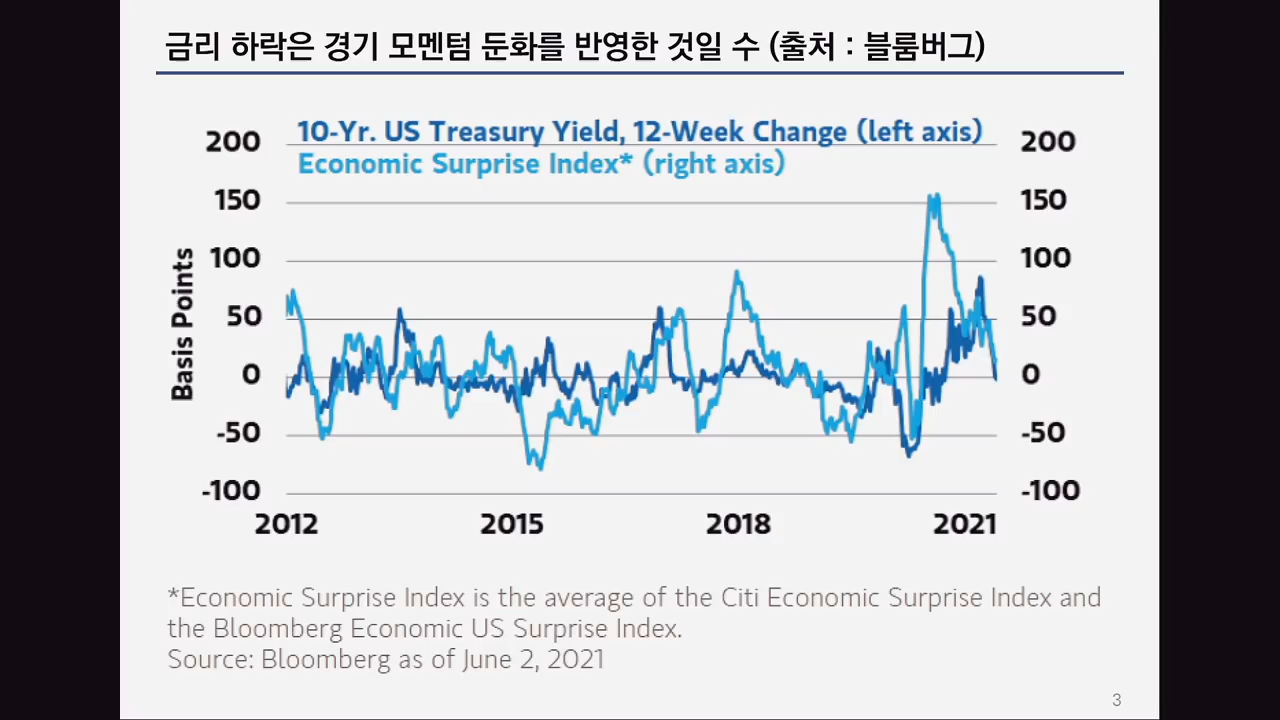 금리 하락은 경기 모멘텀 둔화를 반영한 것일 수 (출처 : 블룸버그)
10-Yr. US Treasury Yield, 12-Week Change (left axis)
Economic Surprise Index* (right axis)
Basis Points
200 200
150 150
100 100
50 50
0 0
-50 -50
-100 -100
2012 2015 2018 2021
*Economic Surprise Index is the average of the Citi Economic Surprise Index and
the Bloomberg Economic US Surprise Index.
Source: Bloomberg as of June 2, 2021
3